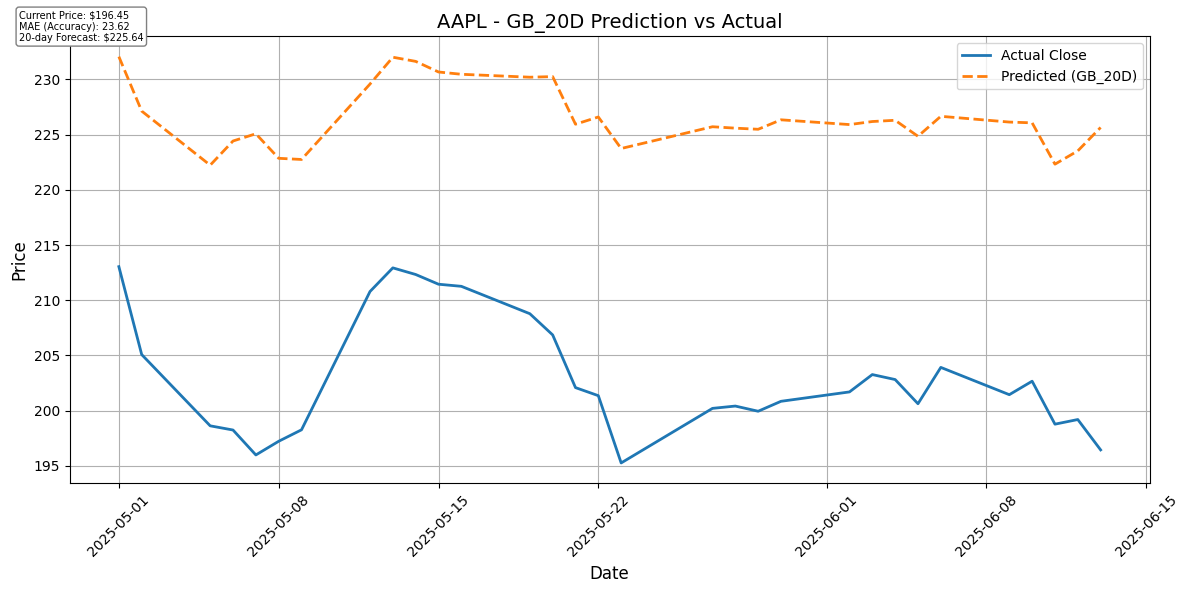 Current Price: $196.45
MAE (Accuracy): 23.62
20-day Forecast: $225.64
AAPL - GB_20D Prediction vs Actual
Actual Close
Predicted (GB_20D)
Price
230
225
220
215
210
205
200
195
2025-05-01
2025-05-08
2025-05-15
2025-05-22
2025-06-01
2025-06-08
2025-06-15
Date